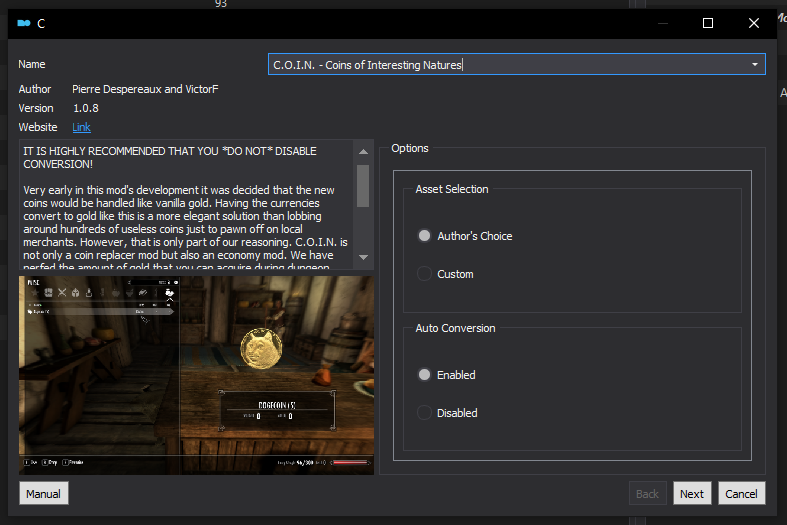 93
C
Name
C.O.I.N. - Coins of Interesting Natures
Author Pierre Despereaux and VictorF
Version 1.0.8
Website Link
IT IS HIGHLY RECOMMENDED THAT YOU *DO NOT* DISABLE
CONVERSION!
Very early in this mod's development it was decided that the new
coins would be handled like vanilla gold. Having the currencies
convert to gold like this is a more elegant solution than lobbing
around hundreds of useless coins just to pawn off on local
merchants. However, that is only part of our reasoning. C.O.I.N. is
not only a coin replacer mod but also an economy mod. We have
nerfed the amount of gold that you can acquire during dungeon
DOGECOIN (5)
0
0
Options
Asset Selection
Author's Choice
Custom
Auto Conversion
Enabled
Disabled
Manual
Back
Next
Cancel